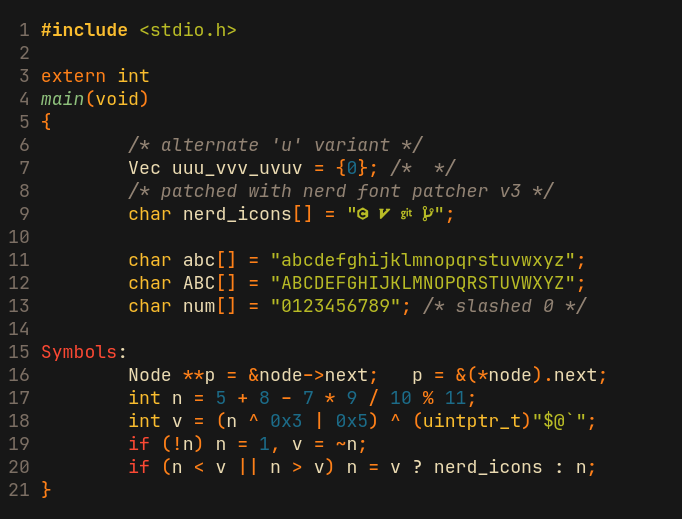 1 #include <stdio.h>
2
3 extern int
4 main(void)
5 {
6         /* alternate 'u' variant */
7         Vec uuu_vvv_uvuv = {0}; /*  */
8         /* patched with nerd font patcher v3 */
9         char nerd_icons[] = "    git  ";
10
11         char abc[] = "abcdefghijklmnopqrstuvwxyz";
12         char ABC[] = "ABCDEFGHIJKLMNOPQRSTUVWXYZ";
13         char num[] = "0123456789"; /* slashed 0 */
14
15 Symbols:
16         Node **p = &node->next;   p = &(*node).next;
17         int n = 5 + 8 - 7 * 9 / 10 % 11;
18         int v = (n ^ 0x3 | 0x5) ^ (uintptr_t)"$@`";
19         if (!n) n = 1, v = ~n;
20         if (n < v || n > v) n = v ? nerd_icons : n;
21 }